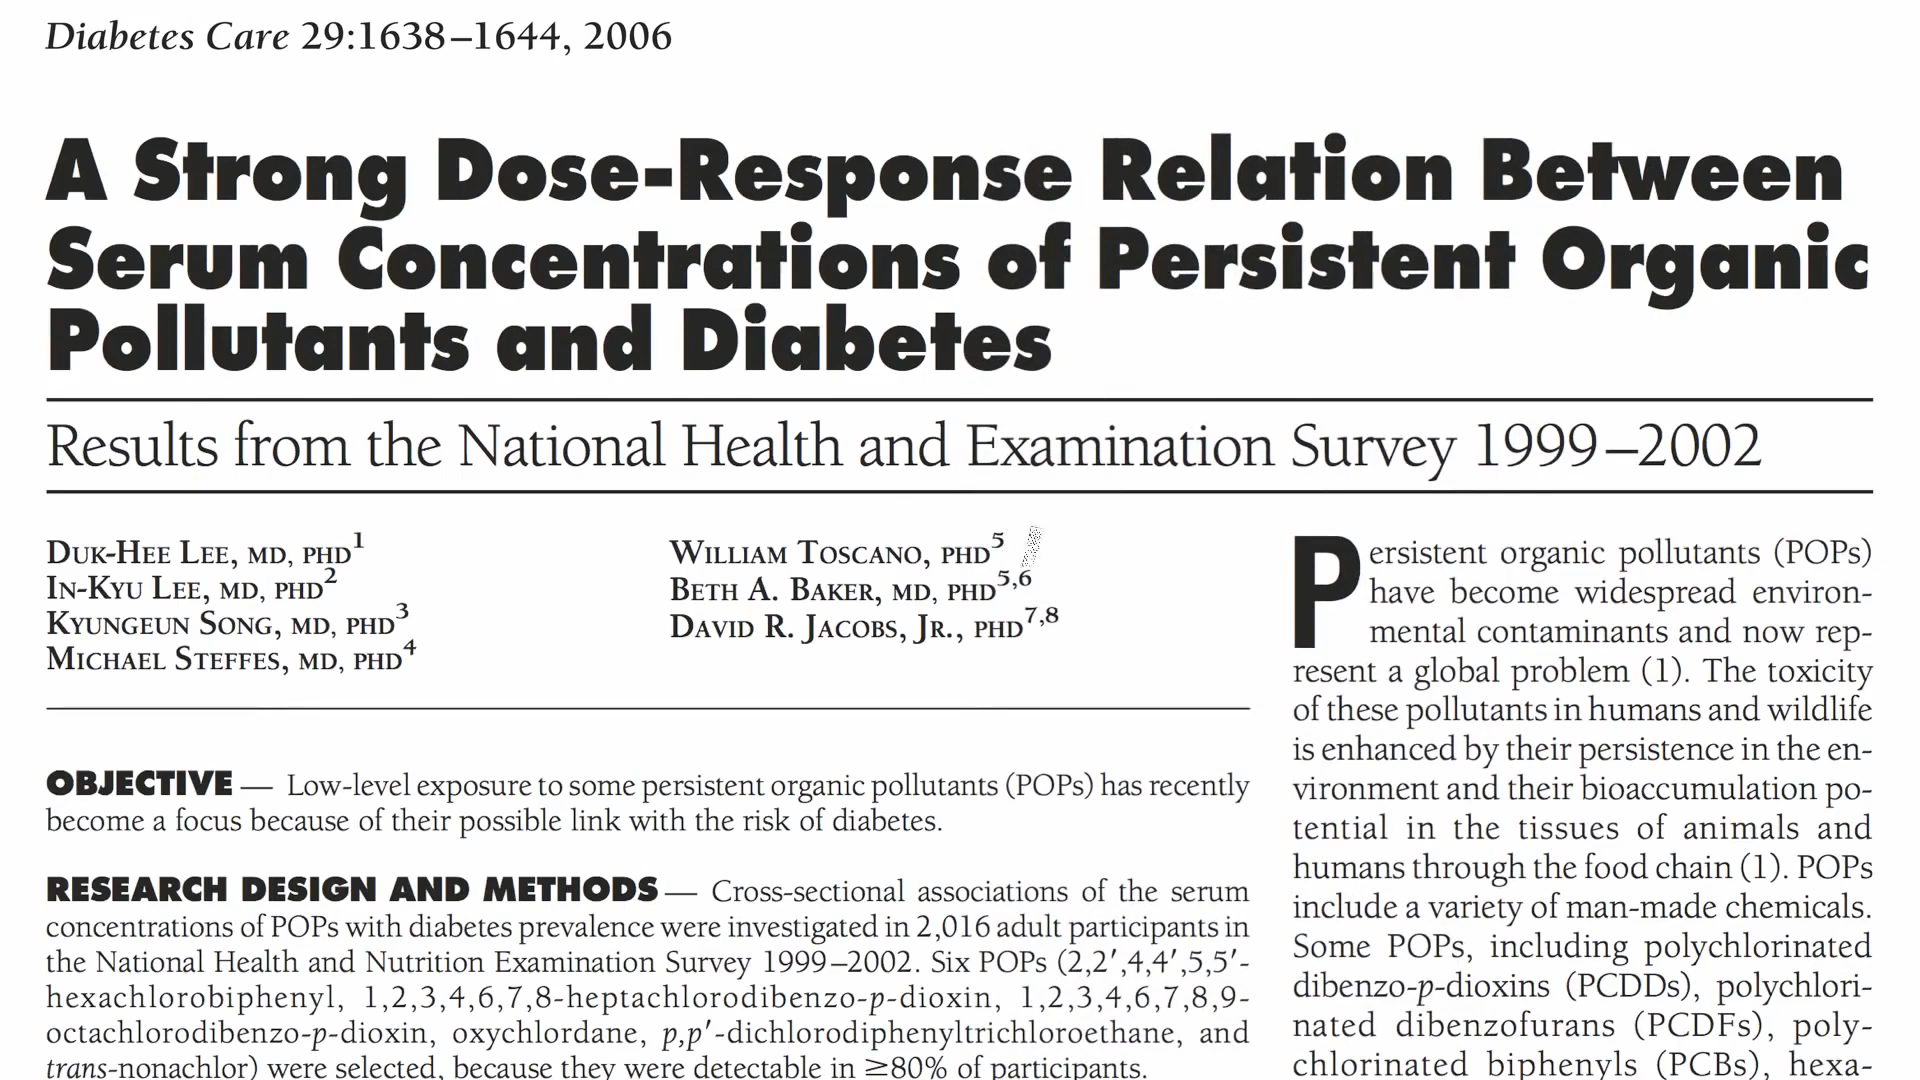 Diabetes Care 29:1638–1644, 2006
A Strong Dose-Response Relation Between
Serum Concentrations of Persistent Organic
Pollutants and Diabetes
Results from the National Health and Examination Survey 1999–2002
DUK-HEE LEE, MD, PHD1
IN-KYU LEE, MD, PHD2
KYUNGEUN SONG, MD, PHD3
MICHAEL STEFFES, MD, PHD4
WILLIAM TOSCANO, PHD5
BETH A. BAKER, MD, PHD5,6
DAVID R. JACOBS, JR., PHD7,8
OBJECTIVE — Low-level exposure to some persistent organic pollutants (POPs) has recently
become a focus because of their possible link with the risk of diabetes.
RESEARCH DESIGN AND METHODS — Cross-sectional associations of the serum
concentrations of POPs with diabetes prevalence were investigated in 2,016 adult participants in
the National Health and Nutrition Examination Survey 1999–2002. Six POPs (2,2′,4,4′,5,5′-
hexachlorobiphenyl, 1,2,3,4,6,7,8-heptachlorodibenzo-p-dioxin, 1,2,3,4,6,7,8,9-
octachlorodibenzo-p-dioxin, oxychlordane, p,p′-dichlorodiphenyltrichloroethane, and
trans-nonachlor) were selected, because they were detectable in ≥80% of participants.
Persistent organic pollutants (POPs)
have become widespread environ-
mental contaminants and now rep-
resent a global problem (1). The toxicity
of these pollutants in humans and wildlife
is enhanced by their persistence in the en-
vironment and their bioaccumulation po-
tential in the tissues of animals and
humans through the food chain (1). POPs
include a variety of man-made chemicals.
Some POPs, including polychlorinated
dibenzo-p-dioxins (PCDDs), polychlori-
nated dibenzofurans (PCDFs), poly-
chlorinated biphenyls (PCBs), hexa-